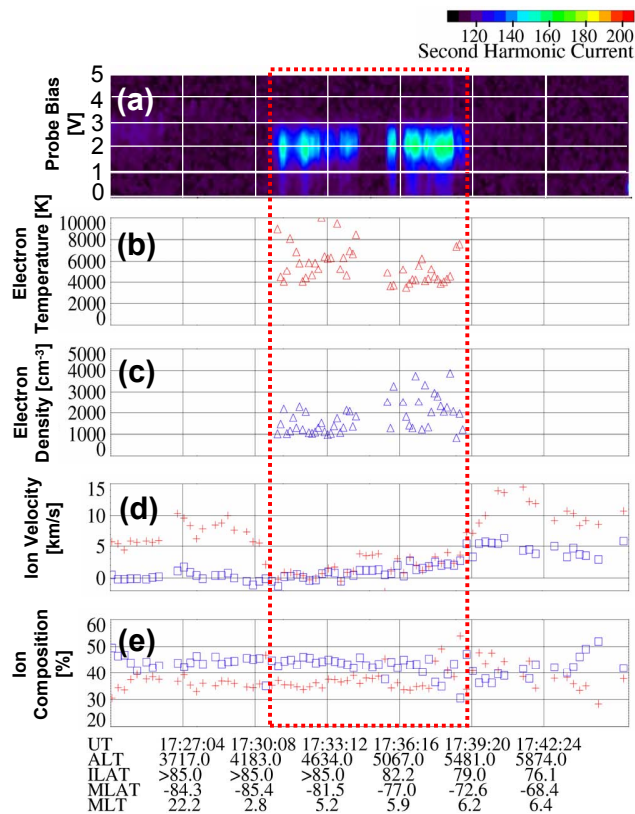 120 140 160 180 200
Second Harmonic Current
(a)
Probe Bias
[V]
5
4
3
2
1
0
(b)
Electron
Temperature [K]
10000
8000
6000
4000
2000
0
(c)
Electron
Density [cm-3]
5000
4000
3000
2000
1000
(d)
Ion Velocity
[km/s]
15
10
5
0
(e)
Ion
Composition
[%]
60
50
40
30
20
UT 17:27:04 17:30:08 17:33:12 17:36:16 17:39:20 17:42:24
ALT 3717.0 4183.0 4634.0 5067.0 5481.0 5874.0
ILAT >85.0 >85.0 >85.0 82.2 79.0 76.1
MLAT -84.3 -85.4 -81.5 -77.0 -72.6 -68.4
MLT 22.2 2.8 5.2 5.9 6.2 6.4